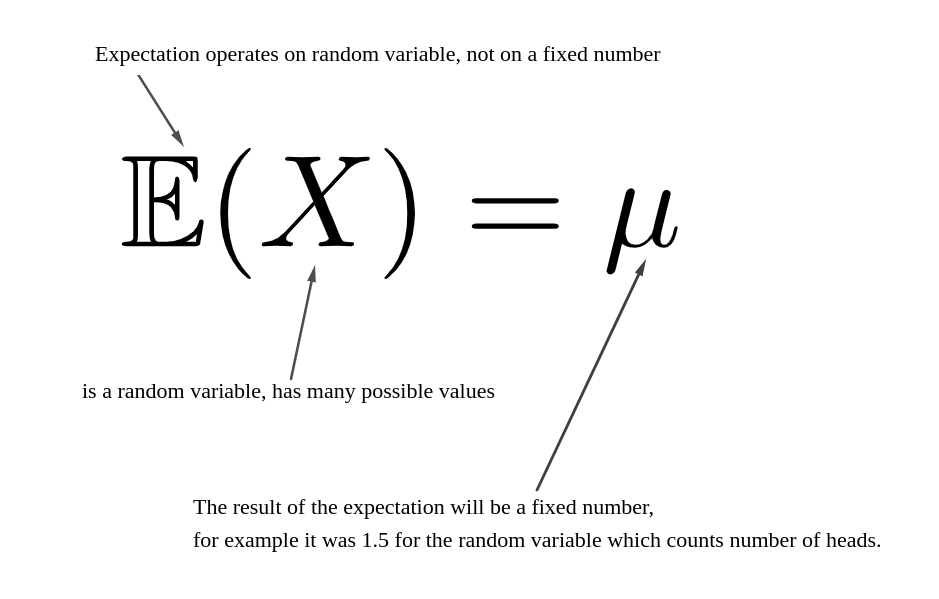 Expectation operates on random variable, not on a fixed number
𝔼(X) = μ
is a random variable, has many possible values
The result of the expectation will be a fixed number,
for example it was 1.5 for the random variable which counts number of heads.